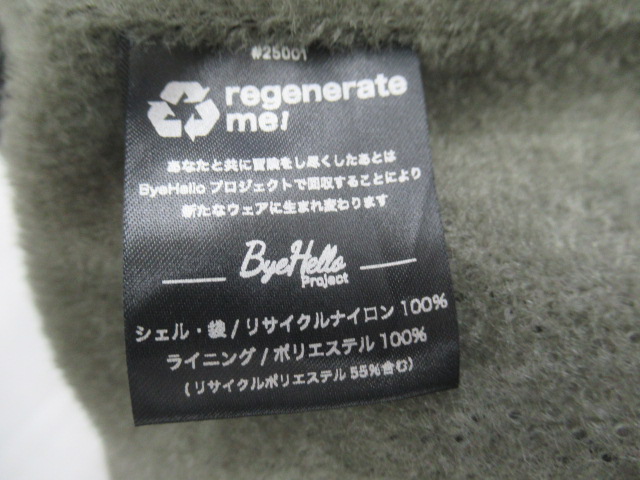 #25001
regenerate
me!
あなたと共に冒険をし尽くしたあとは
ByeHello プロジェクトで回収することにより
新たなウェアに生まれ変わります
ByeHello
Project
シェル・袋/リサイクルナイロン 100%
ライニング/ポリエステル 100%
(リサイクルポリエステル 55%含む)